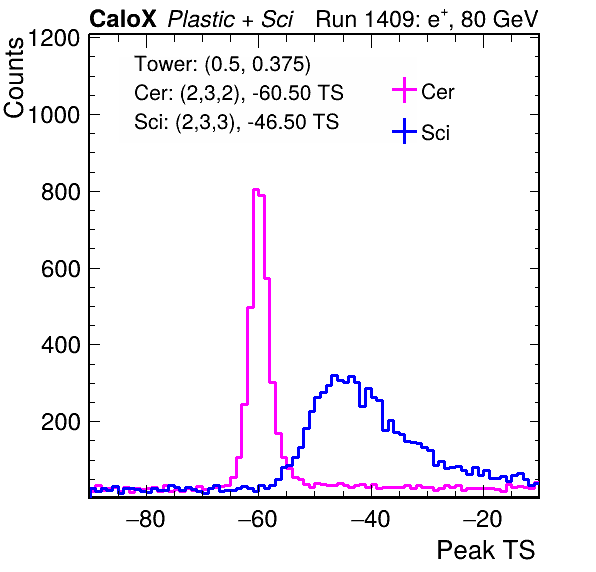 CaloX Plastic + Sci Run 1409: e⁺, 80 GeV
Counts
1200
1000
800
600
400
200
Tower: (0.5, 0.375)
Cer: (2,3,2), -60.50 TS
Sci: (2,3,3), -46.50 TS
Cer
Sci
−80 −60 −40 −20
Peak TS